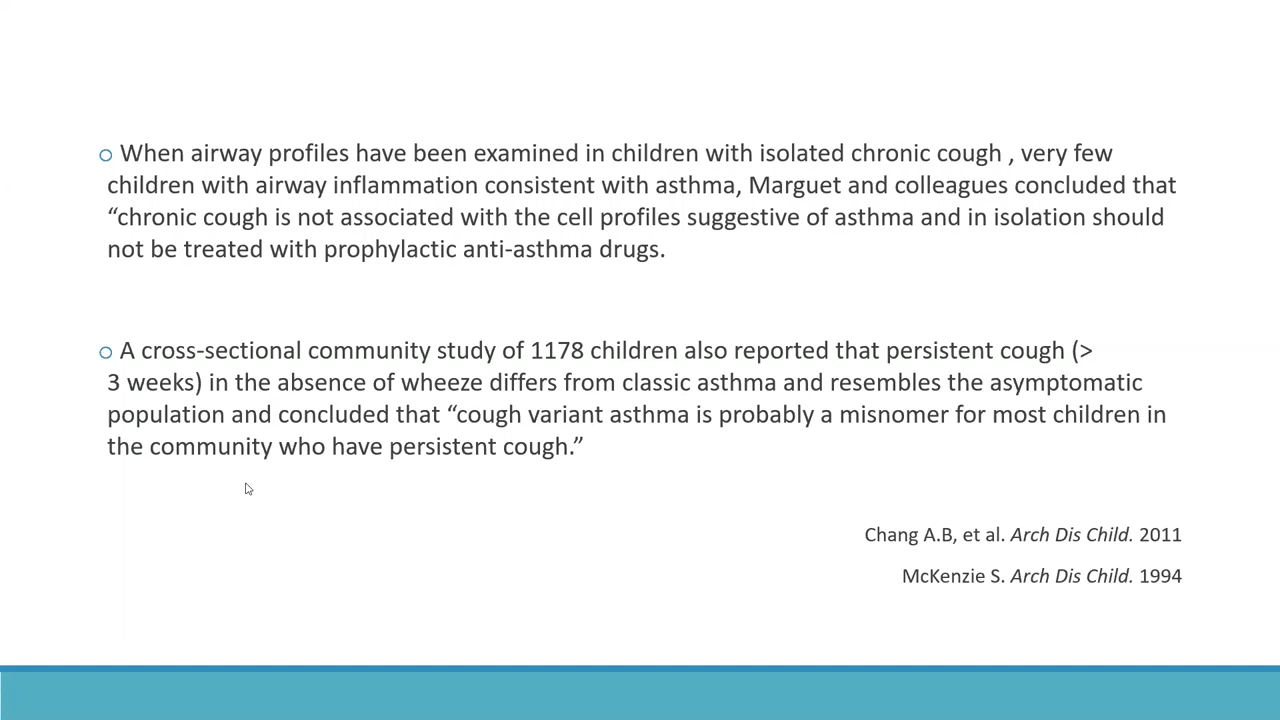 o When airway profiles have been examined in children with isolated chronic cough , very few
children with airway inflammation consistent with asthma, Marguet and colleagues concluded that
“chronic cough is not associated with the cell profiles suggestive of asthma and in isolation should
not be treated with prophylactic anti-asthma drugs.
o A cross-sectional community study of 1178 children also reported that persistent cough (>
3 weeks) in the absence of wheeze differs from classic asthma and resembles the asymptomatic
population and concluded that “cough variant asthma is probably a misnomer for most children in
the community who have persistent cough.”
Chang A.B, et al. Arch Dis Child. 2011
McKenzie S. Arch Dis Child. 1994